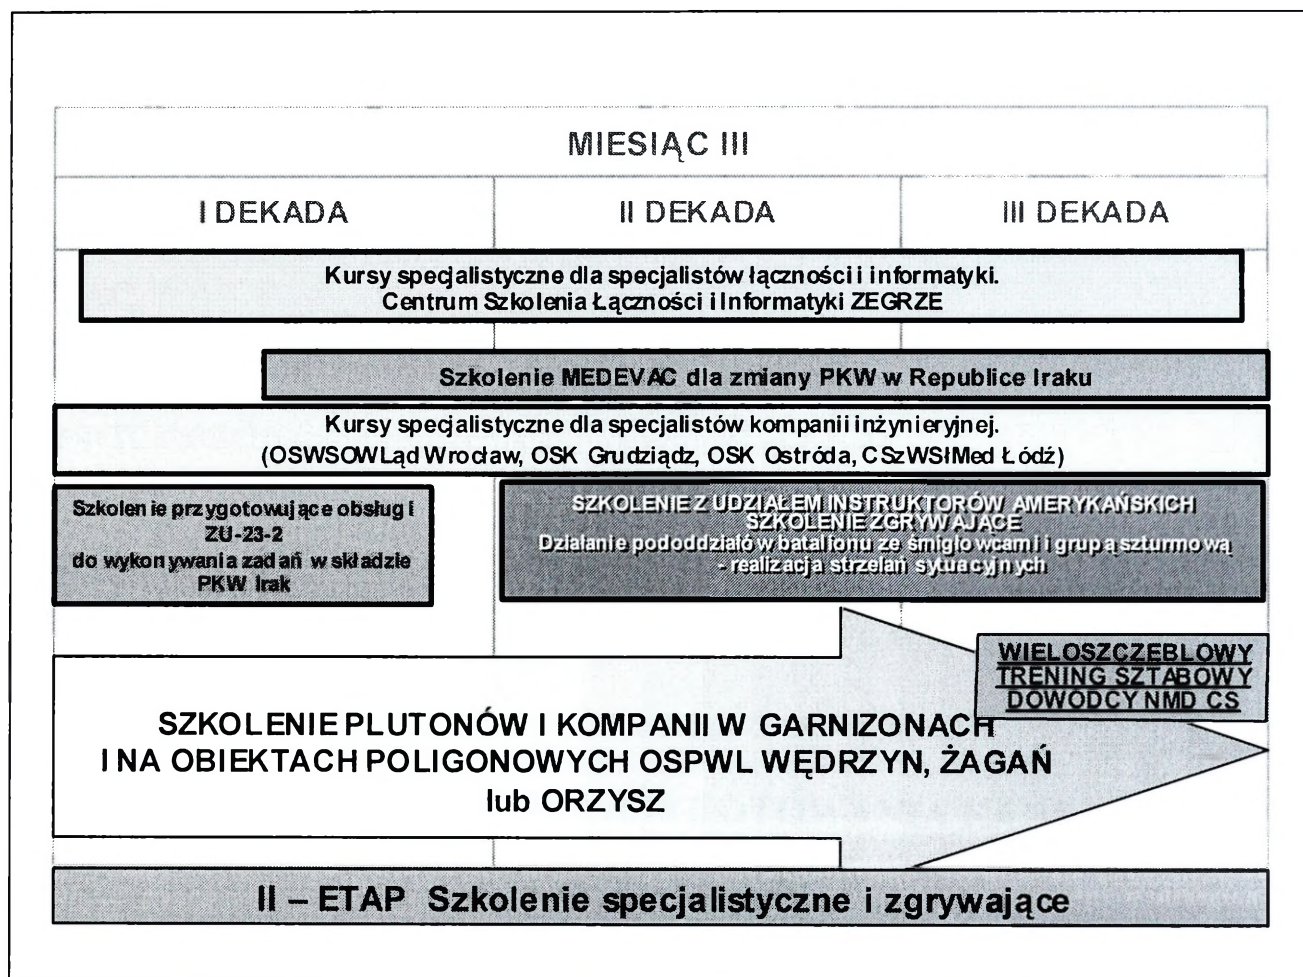 MIESIĄC III
I DEKADA
II DEKADA
III DEKADA
Kursy specjalistyczne dla specjalistów łączności i informatyki.
Centrum Szkolenia Łączności i Informatyki ZEGRZE
Szkolenie MEDEVAC dla zmiany PKW w Republice Iraku
Kursy specjalistyczne dla specjalistów kompanii inżynieryjnej.
(OSWSOWLąd Wrocław, OSK Grudziądz, OSK Ostróda, CSzWSłMed Łódź)
Szkolenie przygotowujące obsługi
ZU-23-2
do wykonywania zadań w składzie
PKW Irak
SZKOLENIE Z UDZIAŁEM INSTRUKTORÓW AMERYKAŃSKICH
SZKOLENIE ZGRYWAJĄCE
Działanie pododdziałów batalionu ze śmigłowcami i grupą szturmową
- realizacja strzelań sytuacyjnych
WIELOSZCZEBLOWY
TRENING SZTABOWY
DOWÓDCY NMD CS
SZKOLENIE PLUTONÓW I KOMPANII W GARNIZONACH
I NA OBIEKTACH POLIGONOWYCH OSPWL WĘDRZYN, ŻAGAŃ
lub ORZYSZ
II – ETAP Szkolenie specjalistyczne i zgrywające